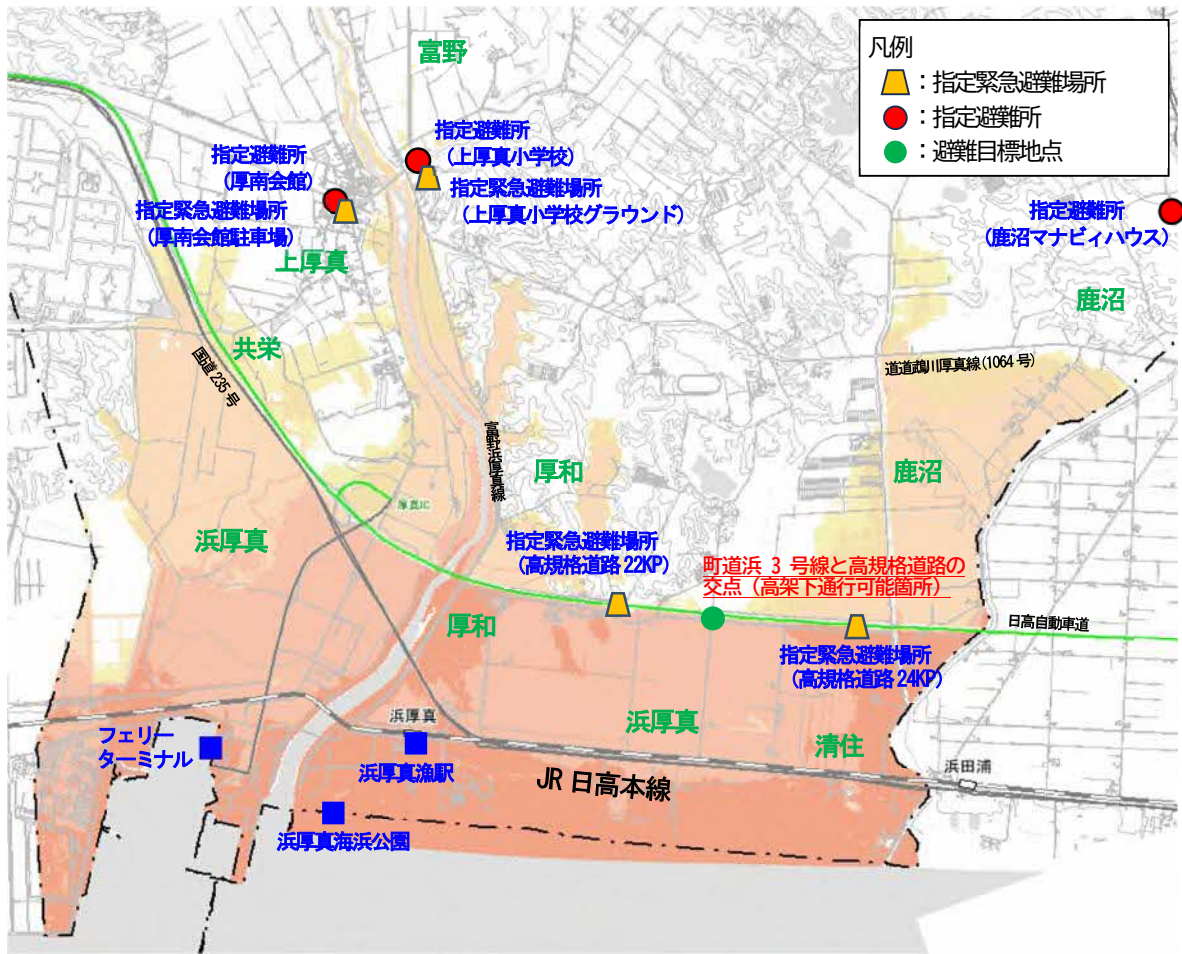 富野
凡例
：指定緊急避難場所
：指定避難所
：避難目標地点
指定避難所
（上厚真小学校）
指定避難所
（厚南会館）
指定緊急避難場所
（上厚真小学校グラウンド）
指定緊急避難場所
（厚南会館駐車場）
上厚真
指定避難所
（鹿沼マナビィハウス）
鹿沼
共栄
国道235号
道道鵡川厚真線(1064号)
富野浜厚真線
厚和
鹿沼
厚真IC
浜厚真
指定緊急避難場所
（高規格道路22KP）
町道浜 3 号線と高規格道路の
交点（高架下通行可能箇所）
厚和
日高自動車道
指定緊急避難場所
（高規格道路24KP）
浜厚真
浜厚真
清住
フェリー
ターミナル
浜厚真漁駅
浜田浦
JR 日高本線
浜厚真海浜公園